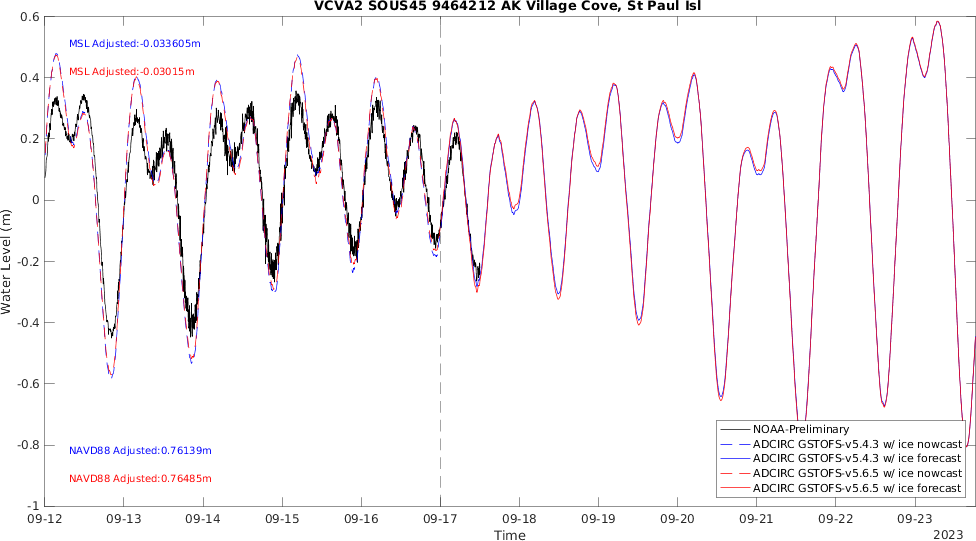 VCVA2 SOUS45 9464212 AK Village Cove, St Paul Isl
0.6
0.4
0.2
0
-0.2
-0.4
-0.6
-0.8
-1
Water Level (m)
MSL Adjusted:-0.033605m
MSL Adjusted:-0.03015m
NAVD88 Adjusted:0.76139m
NAVD88 Adjusted:0.76485m
NOAA-Preliminary
ADCIRC GSTOFS-v5.4.3 w/ ice nowcast
ADCIRC GSTOFS-v5.4.3 w/ ice forecast
ADCIRC GSTOFS-v5.6.5 w/ ice nowcast
ADCIRC GSTOFS-v5.6.5 w/ ice forecast
09-12 09-13 09-14 09-15 09-16 09-17 09-18 09-19 09-20 09-21 09-22 09-23
Time
2023